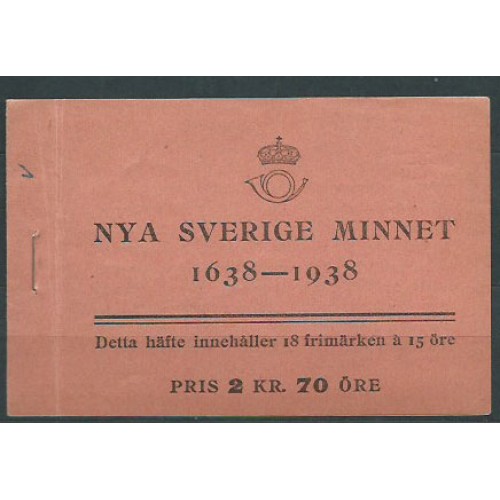 NYA SVERIGE MINNET
1638—1938
Detta häfte innehåller 18 frimärken à 15 öre
PRIS 2 KR. 70 ÖRE